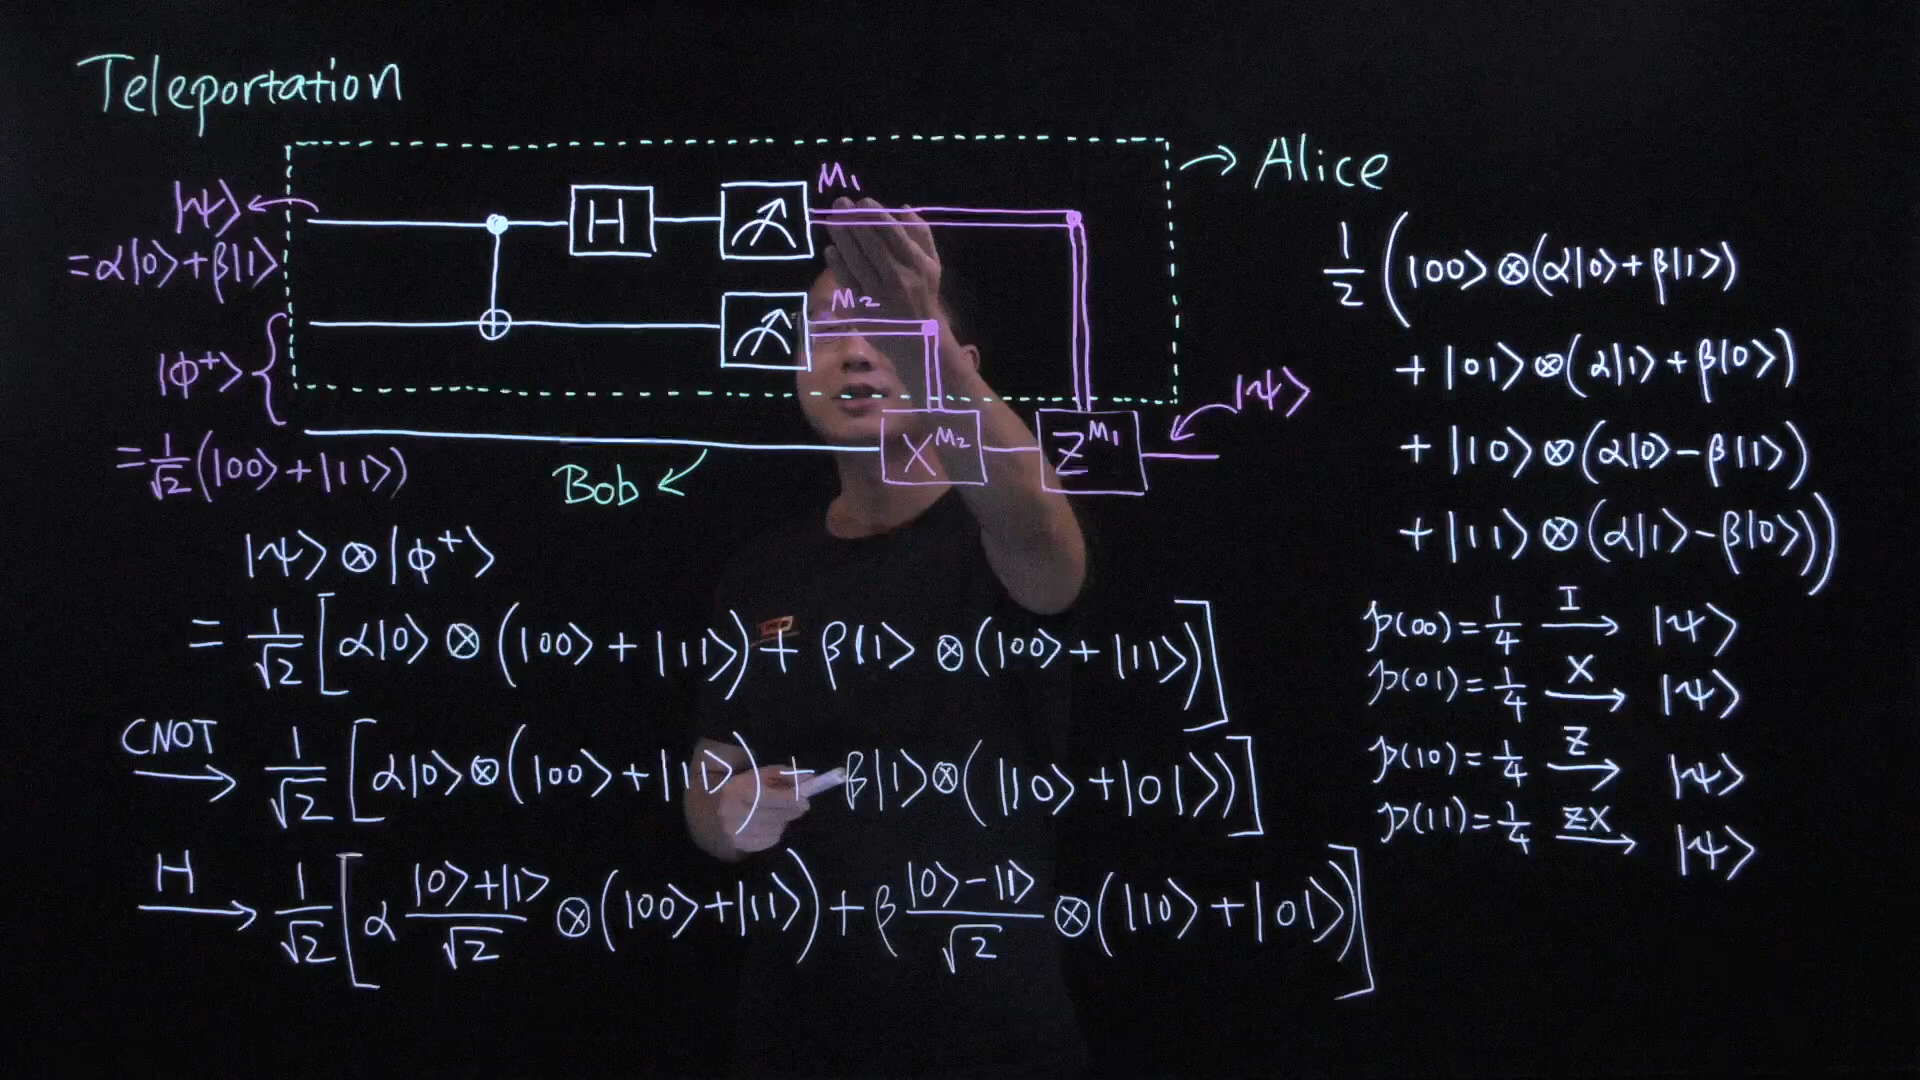 Teleportation
→ Alice
|ψ⟩
= α|0⟩ + β|1⟩
H
M₁
M₂
|ϕ⁺⟩
= 1/√2 (|00⟩ + |11⟩)
Bob
X^M₂
Z^M₁
|ψ⟩
|ψ⟩ ⊗ |ϕ⁺⟩
= 1/√2 [α|0⟩ ⊗ (|00⟩ + |11⟩) + β|1⟩ ⊗ (|00⟩ + |11⟩)]
CNOT → 1/√2 [α|0⟩ ⊗ (|00⟩ + |11⟩) + β|1⟩ ⊗ (|10⟩ + |01⟩)]
H → 1/√2 [α (|0⟩+|1⟩)/√2 ⊗ (|00⟩ + |11⟩) + β (|0⟩−|1⟩)/√2 ⊗ (|10⟩ + |01⟩)]
1/2 (|00⟩ ⊗ (α|0⟩ + β|1⟩)
+ |01⟩ ⊗ (α|1⟩ + β|0⟩)
+ |10⟩ ⊗ (α|0⟩ − β|1⟩)
+ |11⟩ ⊗ (α|1⟩ − β|0⟩))
p(00) = 1/4 I → |ψ⟩
p(01) = 1/4 X → |ψ⟩
p(10) = 1/4 Z → |ψ⟩
p(11) = 1/4 ZX → |ψ⟩